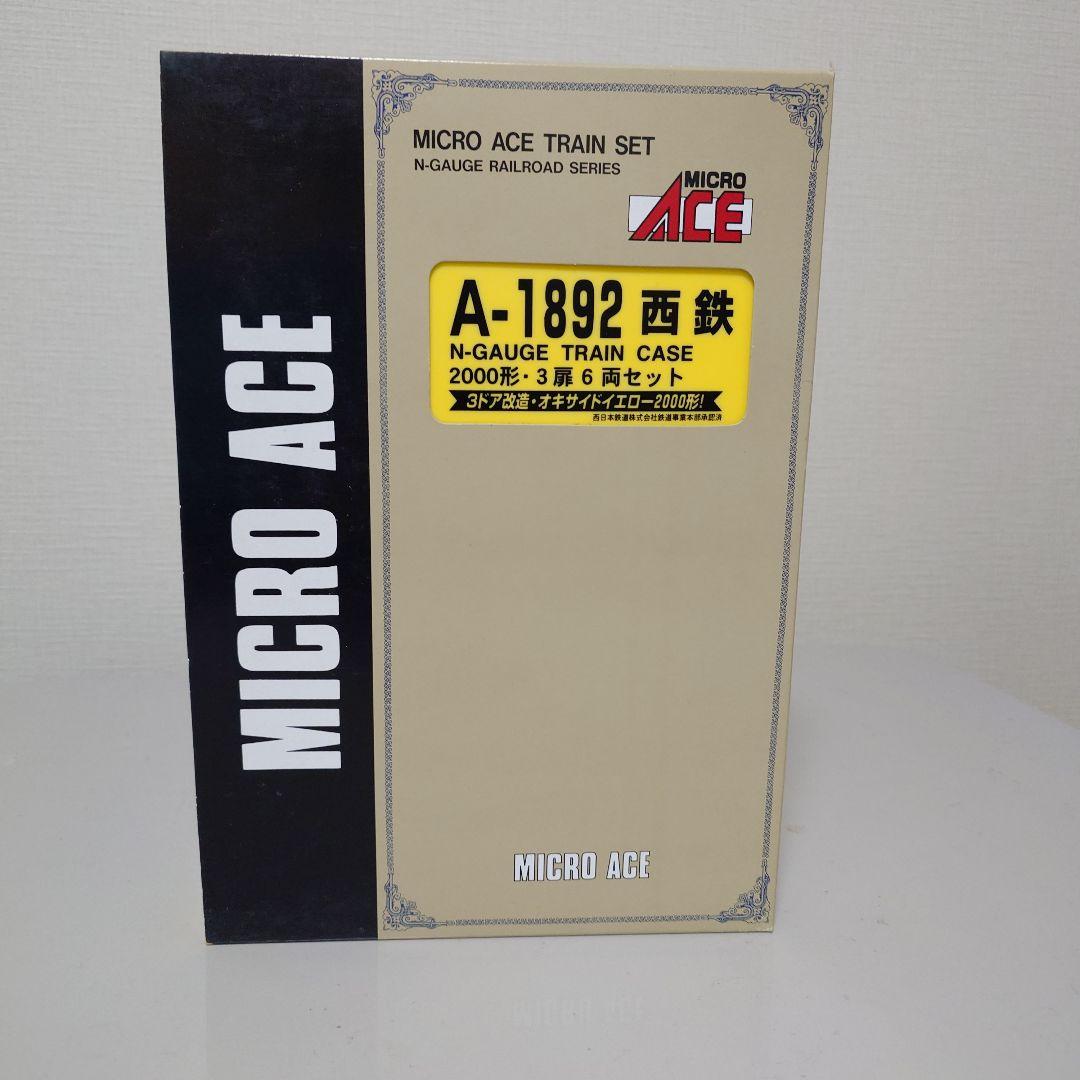 MICRO ACE
MICRO ACE TRAIN SET
N-GAUGE RAILROAD SERIES
MICRO
ACE
A-1892 西鉄
N-GAUGE TRAIN CASE
2000形・3扉6両セット
3ドア改造・オキサイドイエロー2000形!
西日本鉄道株式会社鉄道事業本部承認済
MICRO ACE